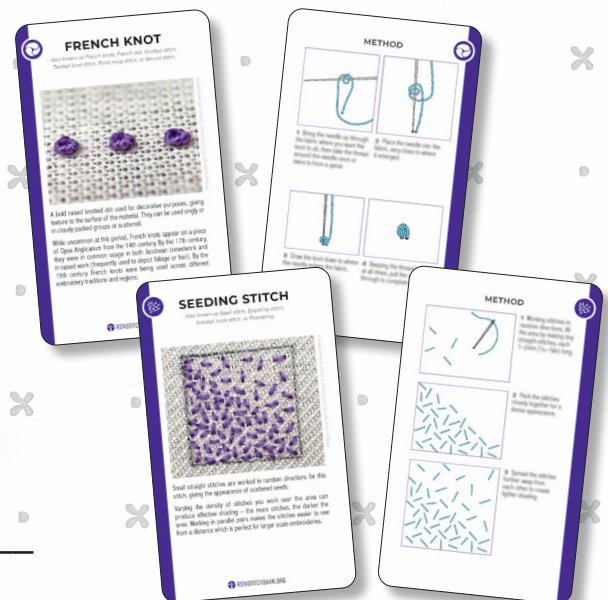 FRENCH KNOT
Also known as French knots, French dot, Knotted stitch,
Twisted knot stitch, Point noué stitch, or Wound stitch.
A bold raised knotted dot used for decorative purposes, giving
texture to the surface of the material. They can be used singly or
in closely packed groups or scattered.
While uncommon at this period, French knots appear on a piece
of Opus Anglicanum from the 14th century. By the 17th century,
they were in common usage in both Jacobean crewelwork and
in raised work (frequently used to depict foliage or hair). By the
19th century French knots were being used across different
embroidery traditions and regions.
METHOD
1 Bring the needle up through
the fabric where you want the
knot to sit, then take the thread
around the needle once or
twice to form a spiral.
2 Place the needle into the
fabric, very close to where
it emerged.
3 Draw the knot down to where
the needle enters the fabric.
4 Keeping the thread
at all times, pull the
through to complete
SEEDING STITCH
Also known as Seed stitch, Speckling stitch,
Isolated back stitch, or Powdering.
Small straight stitches are worked in random directions for this
stitch, giving the appearance of scattered seeds.
Varying the density of stitches you work over the area can
produce effective shading – the more stitches, the darker the
area. Working in parallel pairs makes the stitches easier to see
from a distance which is perfect for larger scale embroideries.
RSNSTITCHBANK.ORG
METHOD
1 Working stitches in
random directions, fill
the area by making tiny
straight stitches, each
long.
2 Pack the stitches
closely together for a
dense appearance.
3 Spread the stitches
further away from
each other to create
lighter shading.